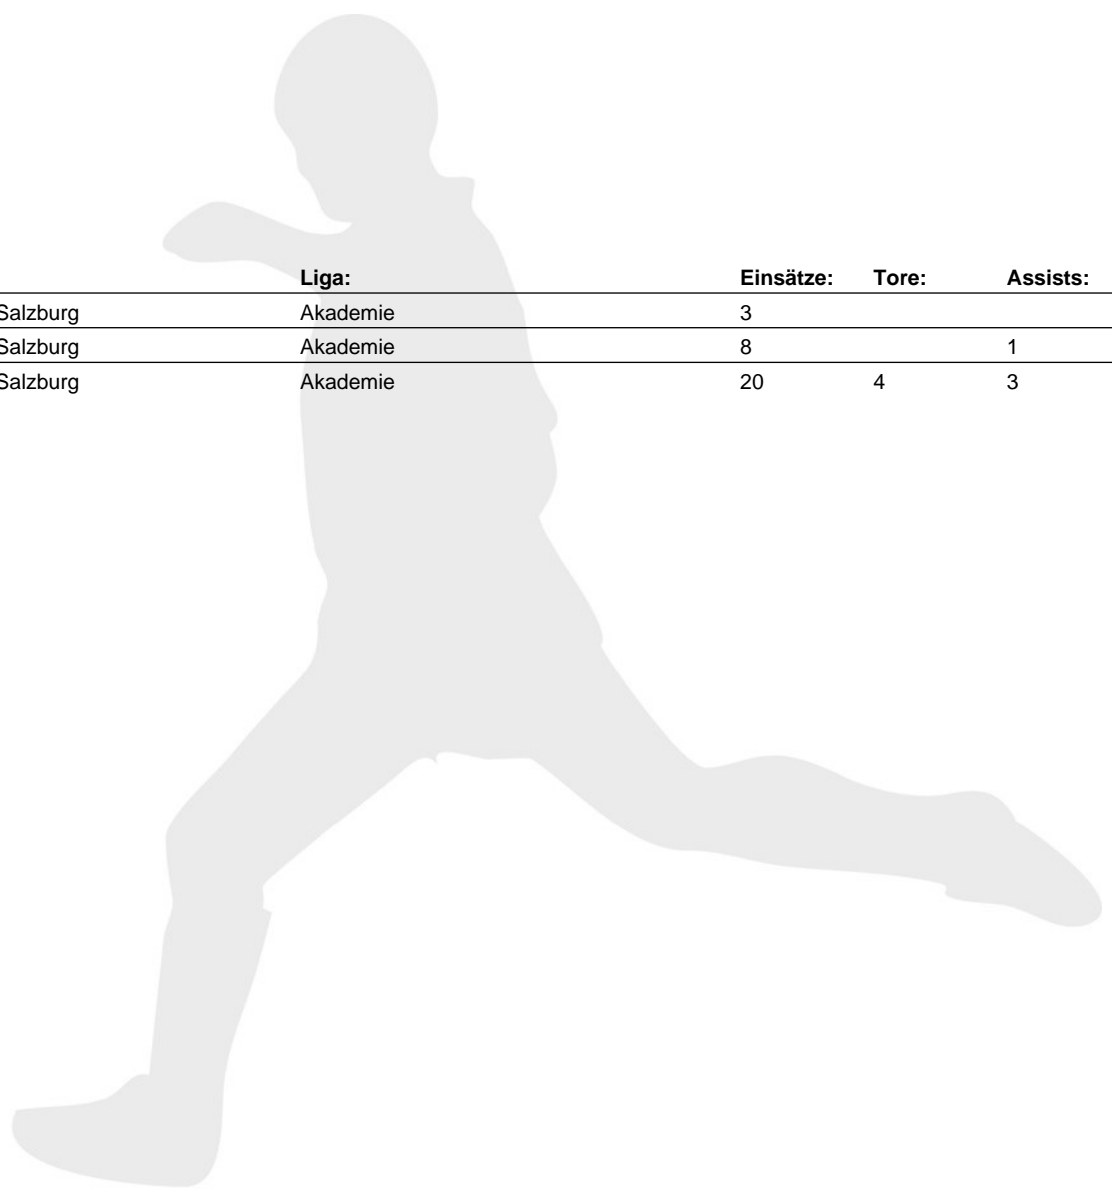 Liga: Einsätze: Tore: Assists:
Salzburg Akademie 3
Salzburg Akademie 8 1
Salzburg Akademie 20 4 3